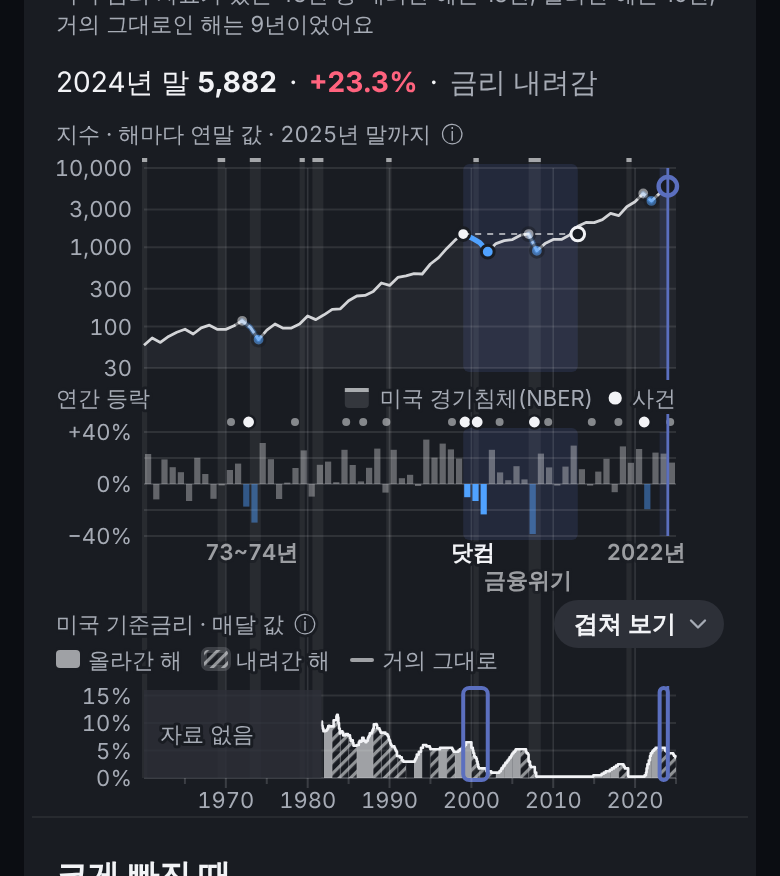 거의 그대로인 해는 9년이었어요
2024년 말 5,882 · +23.3% · 금리 내려감
지수 · 해마다 연말 값 · 2025년 말까지 ⓘ
10,000
3,000
1,000
300
100
30
연간 등락
미국 경기침체(NBER)
사건
+40%
0%
−40%
73~74년
닷컴
2022년
금융위기
미국 기준금리 · 매달 값 ⓘ
겹쳐 보기
올라간 해
내려간 해
거의 그대로
15%
10%
5%
0%
자료 없음
1970 1980 1990 2000 2010 2020